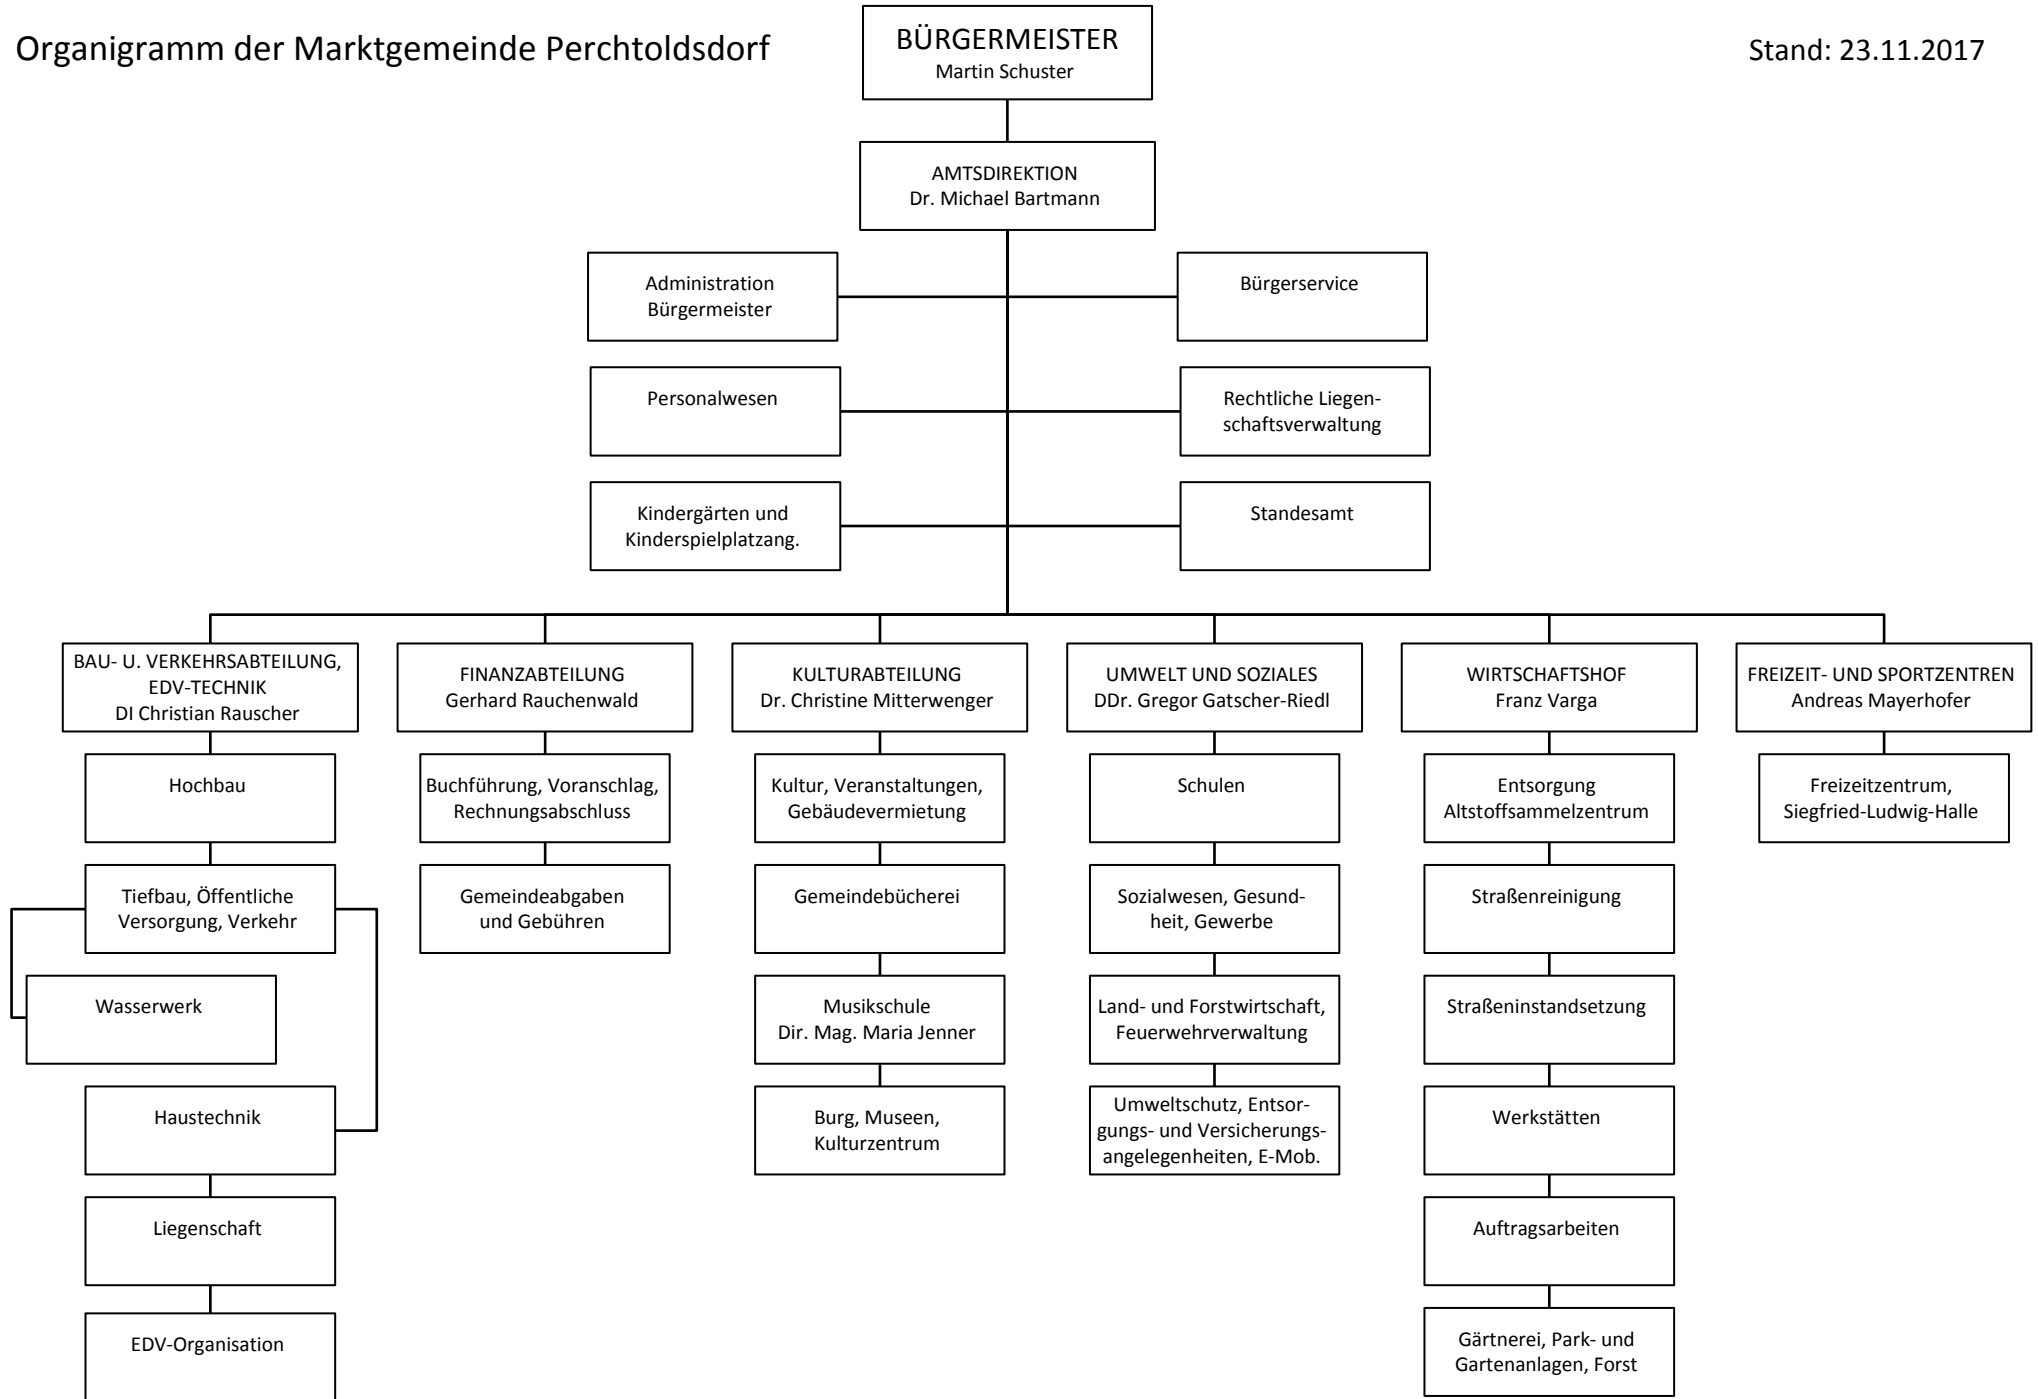 Organigramm der Marktgemeinde Perchtoldsdorf
BÜRGERMEISTER
Martin Schuster
Stand: 23.11.2017
AMTSDIREKTION
Dr. Michael Bartmann
Administration
Bürgermeister
Bürgerservice
Personalwesen
Rechtliche Liegen-
schaftsverwaltung
Kindergärten und
Kinderspielplatzang.
Standesamt
BAU- U. VERKEHRSABTEILUNG,
EDV-TECHNIK
DI Christian Rauscher
Hochbau
Tiefbau, Öffentliche
Versorgung, Verkehr
Wasserwerk
Haustechnik
Liegenschaft
EDV-Organisation
FINANZABTEILUNG
Gerhard Rauchenwald
Buchführung, Voranschlag,
Rechnungsabschluss
Gemeindeabgaben
und Gebühren
KULTURABTEILUNG
Dr. Christine Mitterwenger
Kultur, Veranstaltungen,
Gebäudevermietung
Gemeindebücherei
Musikschule
Dir. Mag. Maria Jenner
Burg, Museen,
Kulturzentrum
UMWELT UND SOZIALES
DDr. Gregor Gatscher-Riedl
Schulen
Sozialwesen, Gesund-
heit, Gewerbe
Land- und Forstwirtschaft,
Feuerwehrverwaltung
Umweltschutz, Entsor-
gungs- und Versicherungs-
angelegenheiten, E-Mob.
WIRTSCHAFTSHOF
Franz Varga
Entsorgung
Altstoffsammelzentrum
Straßenreinigung
Straßeninstandsetzung
Werkstätten
Auftragsarbeiten
Gärtnerei, Park- und
Gartenanlagen, Forst
FREIZEIT- UND SPORTZENTREN
Andreas Mayerhofer
Freizeitzentrum,
Siegfried-Ludwig-Halle